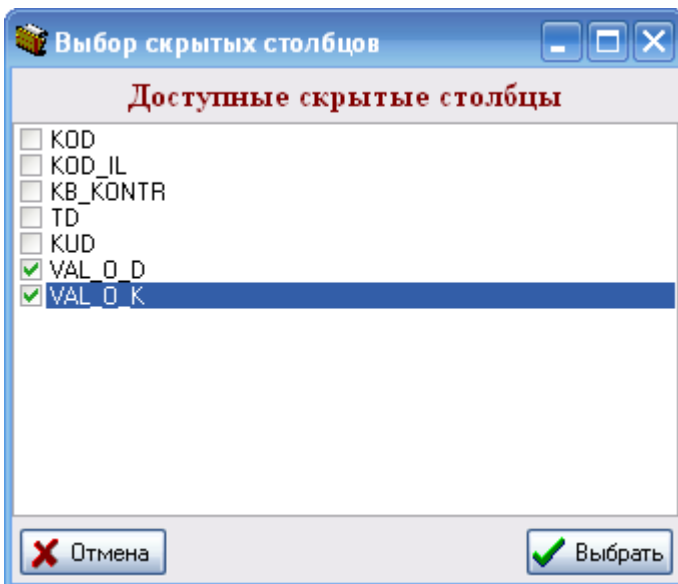 Выбор скрытых столбцов
Доступные скрытые столбцы
KOD
KOD_IL
KB_KONTR
TD
KUD
VAL_O_D
VAL_O_K
Отмена
Выбрать